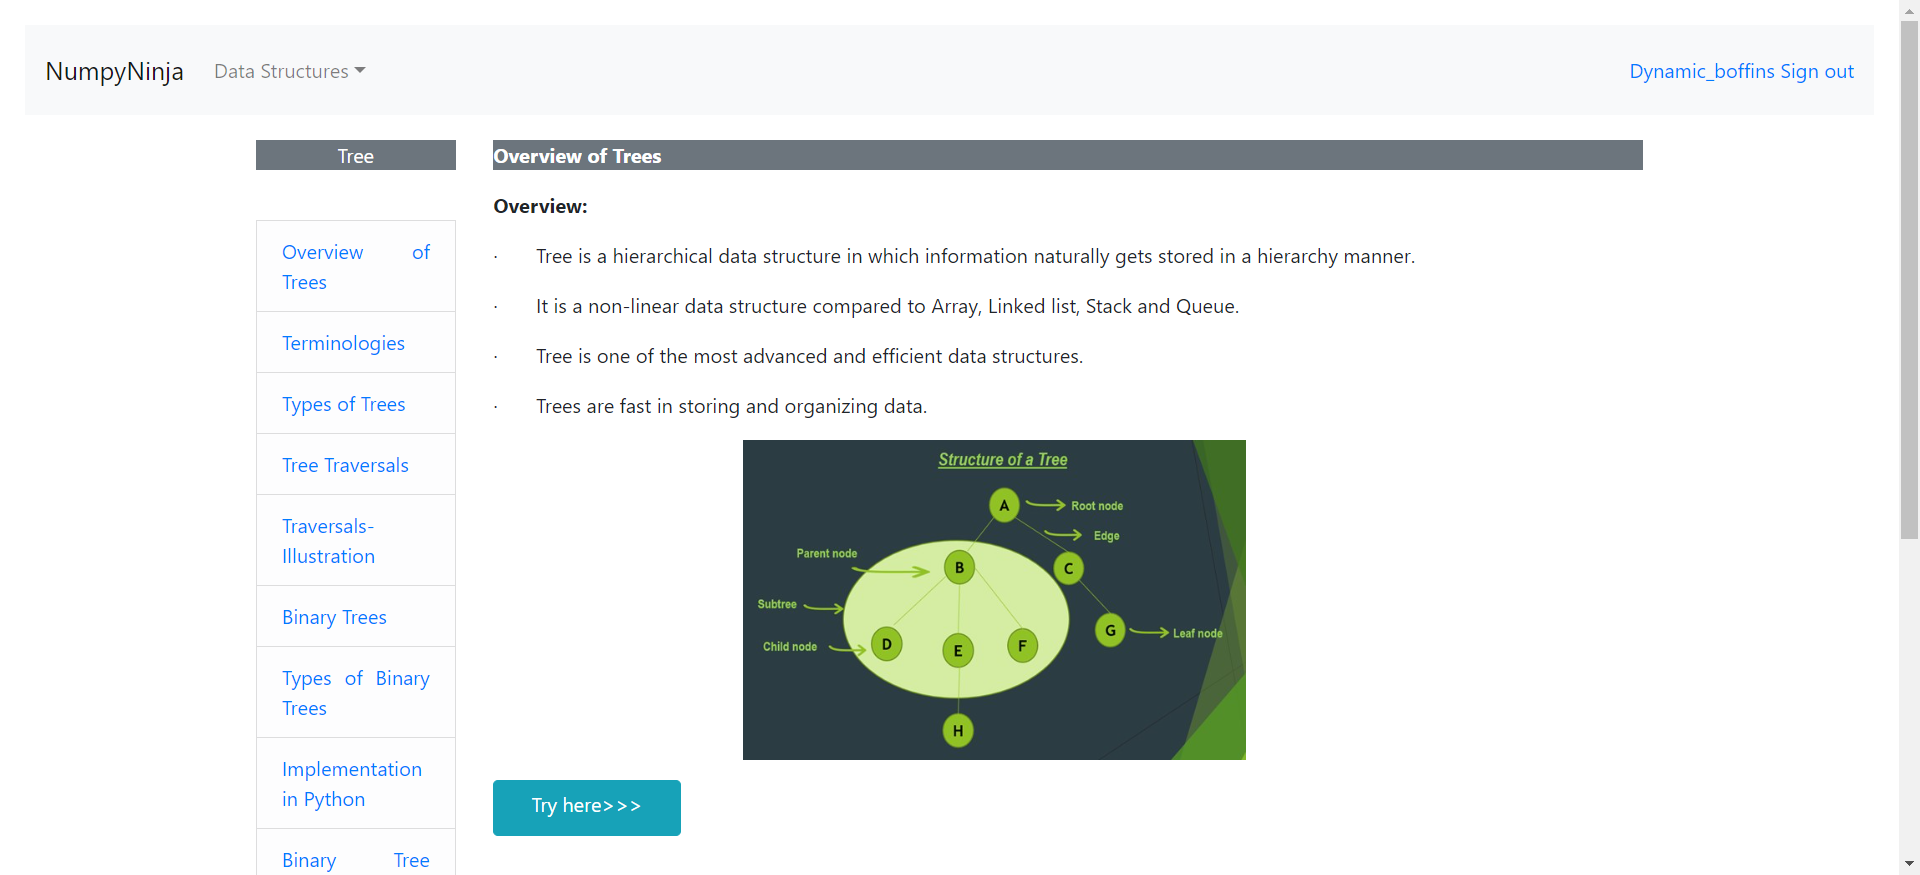 NumpyNinja
Data Structures
Dynamic_boffins Sign out
Tree
Overview of
Trees
Terminologies
Types of Trees
Tree Traversals
Traversals-
Illustration
Binary Trees
Types of Binary
Trees
Implementation
in Python
Binary Tree
Overview of Trees
Overview:
· Tree is a hierarchical data structure in which information naturally gets stored in a hierarchy manner.
· It is a non-linear data structure compared to Array, Linked list, Stack and Queue.
· Tree is one of the most advanced and efficient data structures.
· Trees are fast in storing and organizing data.
Structure of a Tree
A
Root node
Edge
Parent node
B
C
Subtree
G
Leaf node
Child node
D
E
F
H
Try here>>>